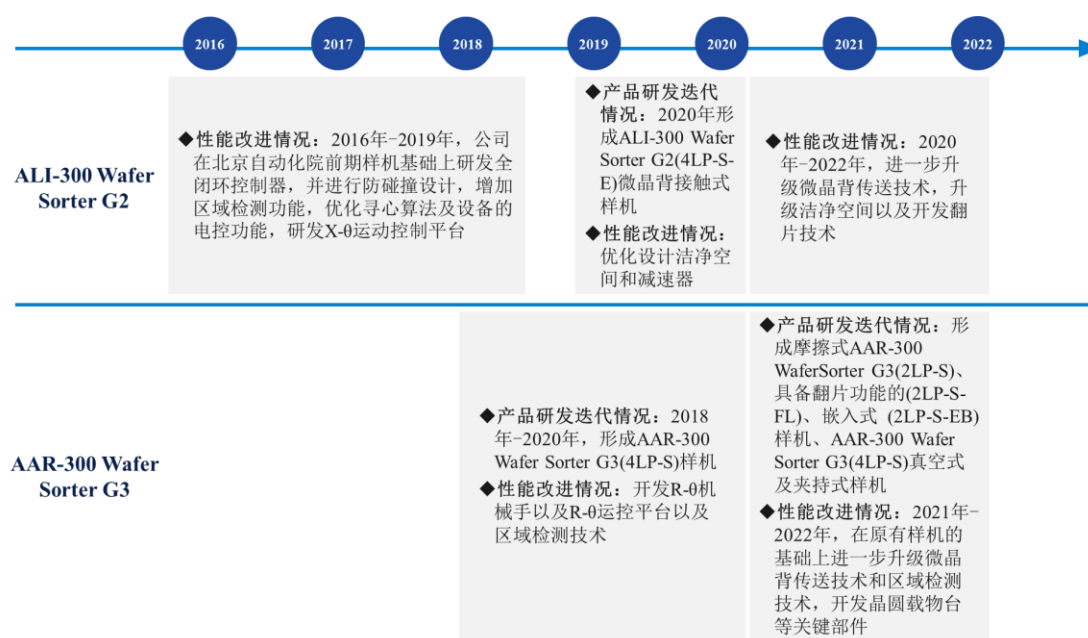 2016 2017 2018 2019 2020 2021 2022
ALI-300 Wafer
Sorter G2
◆性能改进情况：2016年-2019年，公司
在北京自动化院前期样机基础上研发全
闭环控制器，并进行防碰撞设计，增加
区域检测功能，优化寻心算法及设备的
电控功能，研发X-θ运动控制平台
◆产品研发迭代
情况：2020年形
成ALI-300 Wafer
Sorter G2(4LP-S-
E)微晶背接触式
样机
◆性能改进情况：
优化设计洁净空
间和减速器
◆性能改进情况：2020
年-2022年，进一步升
级微晶背传送技术，升
级洁净空间以及开发翻
片技术
AAR-300 Wafer
Sorter G3
◆产品研发迭代情况：2018
年-2020年，形成AAR-300
Wafer Sorter G3(4LP-S)样机
◆性能改进情况：开发R-θ机
械手以及R-θ运控平台以及
区域检测技术
◆产品研发迭代情况：形
成摩擦式AAR-300
WaferSorter G3(2LP-S)、
具备翻片功能的(2LP-S-
FL)、嵌入式 (2LP-S-EB)
样机、AAR-300 Wafer
Sorter G3(4LP-S)真空式
及夹持式样机
◆性能改进情况：2021年-
2022年，在原有样机的
基础上进一步升级微晶
背传送技术和区域检测
技术，开发晶圆载物台
等关键部件